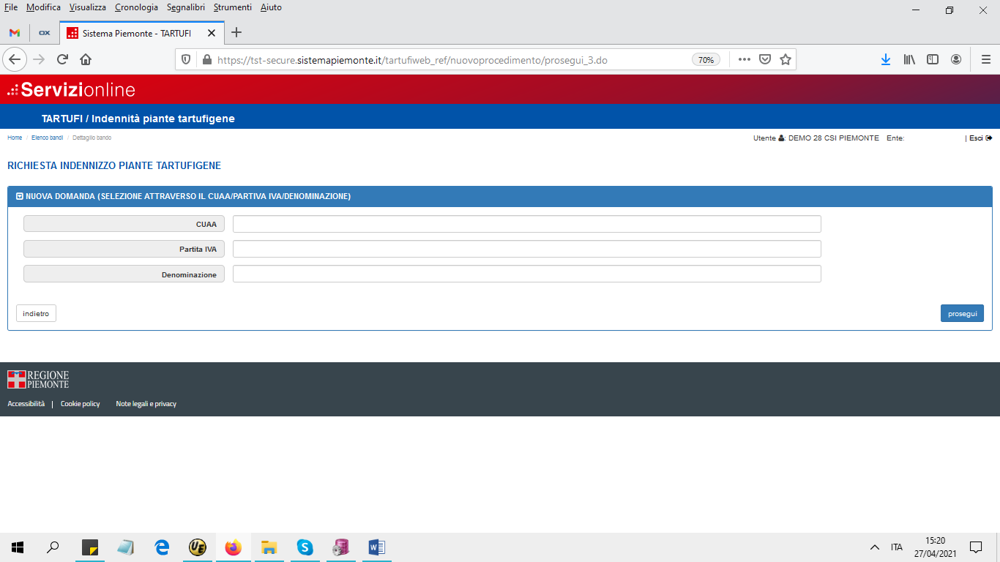 File Modifica Visualizza Cronologia Segnalibri Strumenti Aiuto
M OX Sistema Piemonte - TARTUFI
https://tst-secure.sistemapiemonte.it/tartufiweb_ref/nuovoprocedimento/prosegui_3.do 70%
Servizionline
TARTUFI / Indennità piante tartufigene
Home / Elenco bandi / Dettaglio bando Utente : DEMO 28 CSI PIEMONTE Ente: | Esci
RICHIESTA INDENNIZZO PIANTE TARTUFIGENE
NUOVA DOMANDA (SELEZIONE ATTRAVERSO IL CUAA/PARTIVA IVA/DENOMINAZIONE)
CUAA
Partita IVA
Denominazione
indietro prosegui
REGIONE
PIEMONTE
Accessibilità | Cookie policy Note legali e privacy
UE S W ITA 15:20
27/04/2021